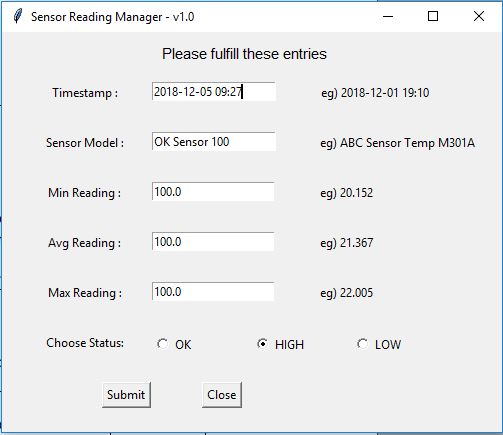 Sensor Reading Manager - v1.0
Please fulfill these entries
Timestamp : 2018-12-05 09:27 eg) 2018-12-01 19:10
Sensor Model : OK Sensor 100 eg) ABC Sensor Temp M301A
Min Reading : 100.0 eg) 20.152
Avg Reading : 100.0 eg) 21.367
Max Reading : 100.0 eg) 22.005
Choose Status: OK HIGH LOW
Submit Close